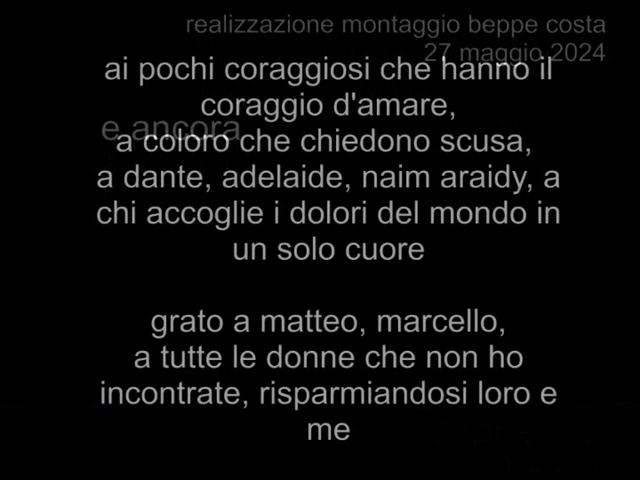 realizzazione montaggio beppe costa
27 maggio 2024
ai pochi coraggiosi che hanno il
coraggio d'amare,
e ancora
a coloro che chiedono scusa,
a dante, adelaide, naim araidy, a
chi accoglie i dolori del mondo in
un solo cuore
grato a matteo, marcello,
a tutte le donne che non ho
incontrate, risparmiandosi loro e
me